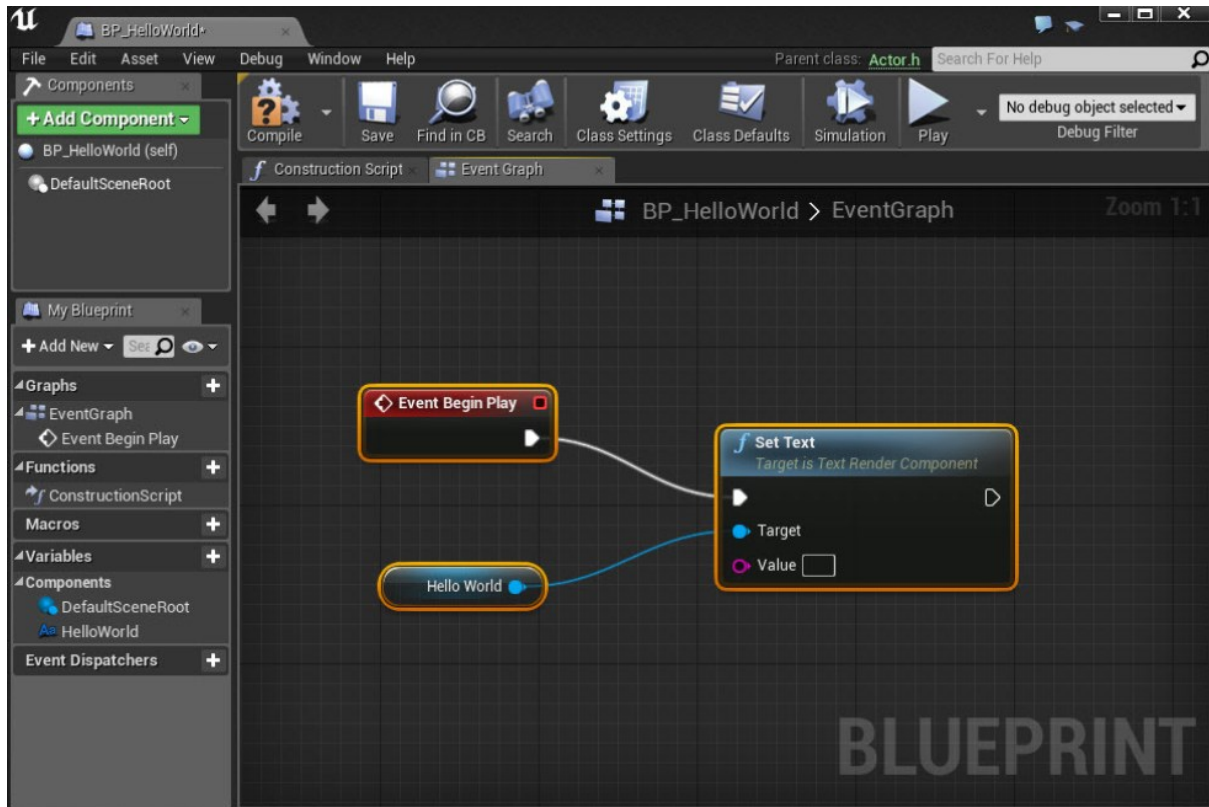 BP_HelloWorld*
File Edit Asset View Debug Window Help
Parent class: Actor.h
Search For Help
Components
+Add Component
BP_HelloWorld (self)
DefaultSceneRoot
Compile
Save
Find in CB
Search
Class Settings
Class Defaults
Simulation
Play
No debug object selected
Debug Filter
Construction Script
Event Graph
BP_HelloWorld > EventGraph
Zoom 1:1
My Blueprint
+ Add New
Graphs
EventGraph
Event Begin Play
Functions
ConstructionScript
Macros
Variables
Components
DefaultSceneRoot
Aa HelloWorld
Event Dispatchers
Event Begin Play
f Set Text
Target is Text Render Component
Target
Value
Hello World
BLUEPRINT